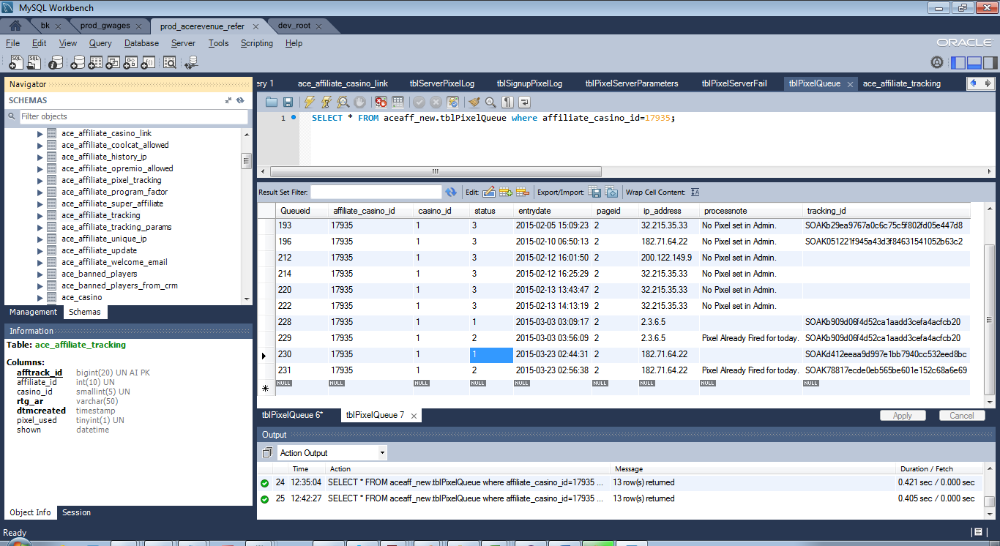 MySQL Workbench
bk prod_gwages prod_acerevenue_refer dev_root
File Edit View Query Database Server Tools Scripting Help
ORACLE
Navigator
SCHEMAS
Filter objects
ace_affiliate_casino_link
ace_affiliate_coolcat_allowed
ace_affiliate_history_ip
ace_affiliate_opremio_allowed
ace_affiliate_pixel_tracking
ace_affiliate_program_factor
ace_affiliate_super_affiliate
ace_affiliate_tracking
ace_affiliate_tracking_params
ace_affiliate_unique_ip
ace_affiliate_update
ace_affiliate_welcome_email
ace_banned_players
ace_banned_players_from_crm
ace_casino
Management Schemas
Information
Table: ace_affiliate_tracking
Columns:
afftrack_id bigint(20) UN AI PK
affiliate_id int(10) UN
casino_id smallint(5) UN
rtg_ar varchar(50)
dtmcreated timestamp
pixel_used tinyint(1) UN
shown datetime
Object Info Session
ery 1 ace_affiliate_casino_link tblServerPixelLog tblSignupPixelLog tblPixelServerParameters tblPixelServerFail tblPixelQueue ace_affiliate_tracking
1 SELECT * FROM aceaff_new.tblPixelQueue where affiliate_casino_id=17935;
Result Set Filter: Edit: Export/Import: Wrap Cell Content:
Queueid affiliate_casino_id casino_id status entrydate pageid ip_address processnote tracking_id
193 17935 1 3 2015-02-05 15:09:23 2 32.215.35.33 No Pixel set in Admin. SOAKb29ea9767a0c6c75c5f802fd05e447d8
196 17935 1 3 2015-02-10 06:50:13 2 182.71.64.22 No Pixel set in Admin. SOAK051221f945a43d3f84631541052b63c2
212 17935 1 3 2015-02-12 16:01:50 2 200.122.149.9 No Pixel set in Admin.
214 17935 1 3 2015-02-12 16:25:29 2 32.215.35.33 No Pixel set in Admin.
220 17935 1 3 2015-02-13 13:43:47 2 32.215.35.33 No Pixel set in Admin.
222 17935 1 3 2015-02-13 14:13:19 2 32.215.35.33 No Pixel set in Admin.
228 17935 1 1 2015-03-03 03:09:17 2 2.3.6.5 SOAKb909d06f4d52ca1aadd3cefa4acfcb20
229 17935 1 2 2015-03-03 03:56:09 2 2.3.6.5 Pixel Already Fired for today. SOAKb909d06f4d52ca1aadd3cefa4acfcb20
230 17935 1 1 2015-03-23 02:44:31 2 182.71.64.22 SOAKd412eeaa9d997e1bb7940cc532eed8bc
231 17935 1 2 2015-03-23 02:56:38 2 182.71.64.22 Pixel Already Fired for today. SOAK78817ecde0eb565be601e152c68a6e69
NULL NULL NULL NULL NULL NULL NULL NULL NULL
tblPixelQueue 6* tblPixelQueue 7 Apply Cancel
Output
Action Output
Time Action Message Duration / Fetch
24 12:35:04 SELECT * FROM aceaff_new.tblPixelQueue where affiliate_casino_id=17935 ... 13 row(s) returned 0.421 sec / 0.000 sec
25 12:42:27 SELECT * FROM aceaff_new.tblPixelQueue where affiliate_casino_id=17935 ... 13 row(s) returned 0.405 sec / 0.000 sec
Ready